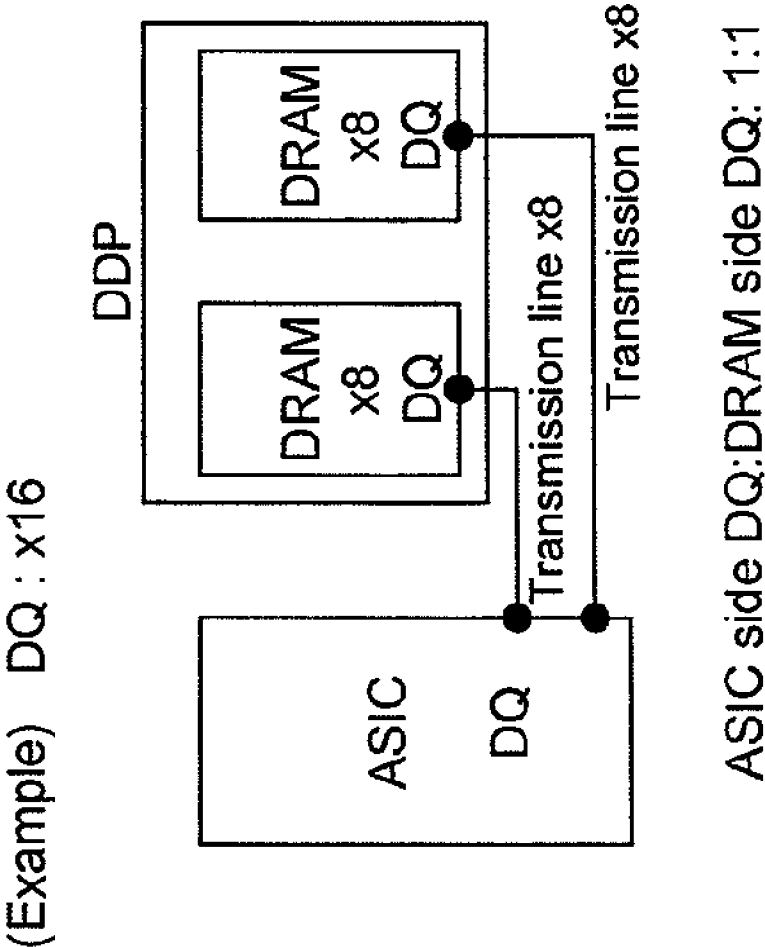 (Example) DQ : x16
DDP
ASIC
DQ
DRAM
x8
DQ
DRAM
x8
DQ
Transmission line x8
Transmission line x8
ASIC side DQ:DRAM side DQ: 1:1